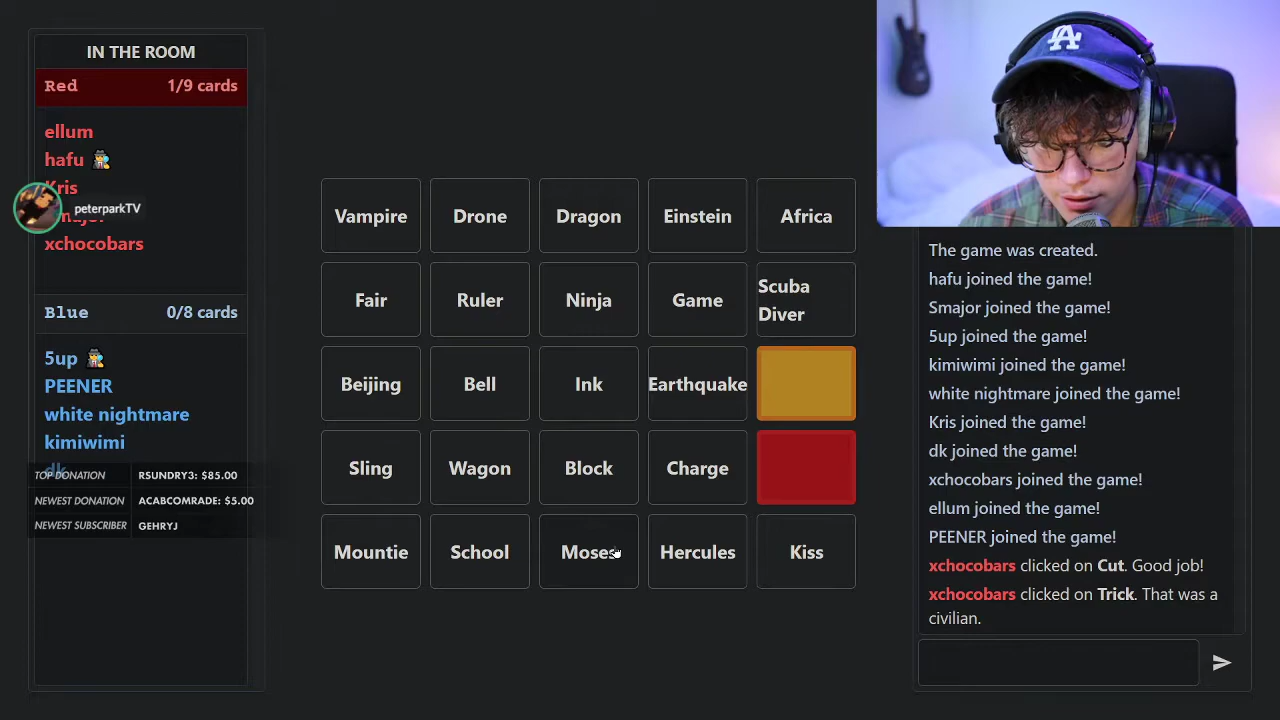 IN THE ROOM
Red 1/9 cards
ellum
hafu
Kris
peterparkTV
xchocobars
Blue 0/8 cards
5up
PEENER
white nightmare
kimiwimi
dk
TOP DONATION RSUNDRY3: $85.00
NEWEST DONATION ACABCOMRADE: $5.00
NEWEST SUBSCRIBER GEHRYJ
Vampire Drone Dragon Einstein Africa
Fair Ruler Ninja Game Scuba Diver
Beijing Bell Ink Earthquake
Sling Wagon Block Charge
Mountie School Moses Hercules Kiss
LA
The game was created.
hafu joined the game!
Smajor joined the game!
5up joined the game!
kimiwimi joined the game!
white nightmare joined the game!
Kris joined the game!
dk joined the game!
xchocobars joined the game!
ellum joined the game!
PEENER joined the game!
xchocobars clicked on Cut. Good job!
xchocobars clicked on Trick. That was a
civilian.